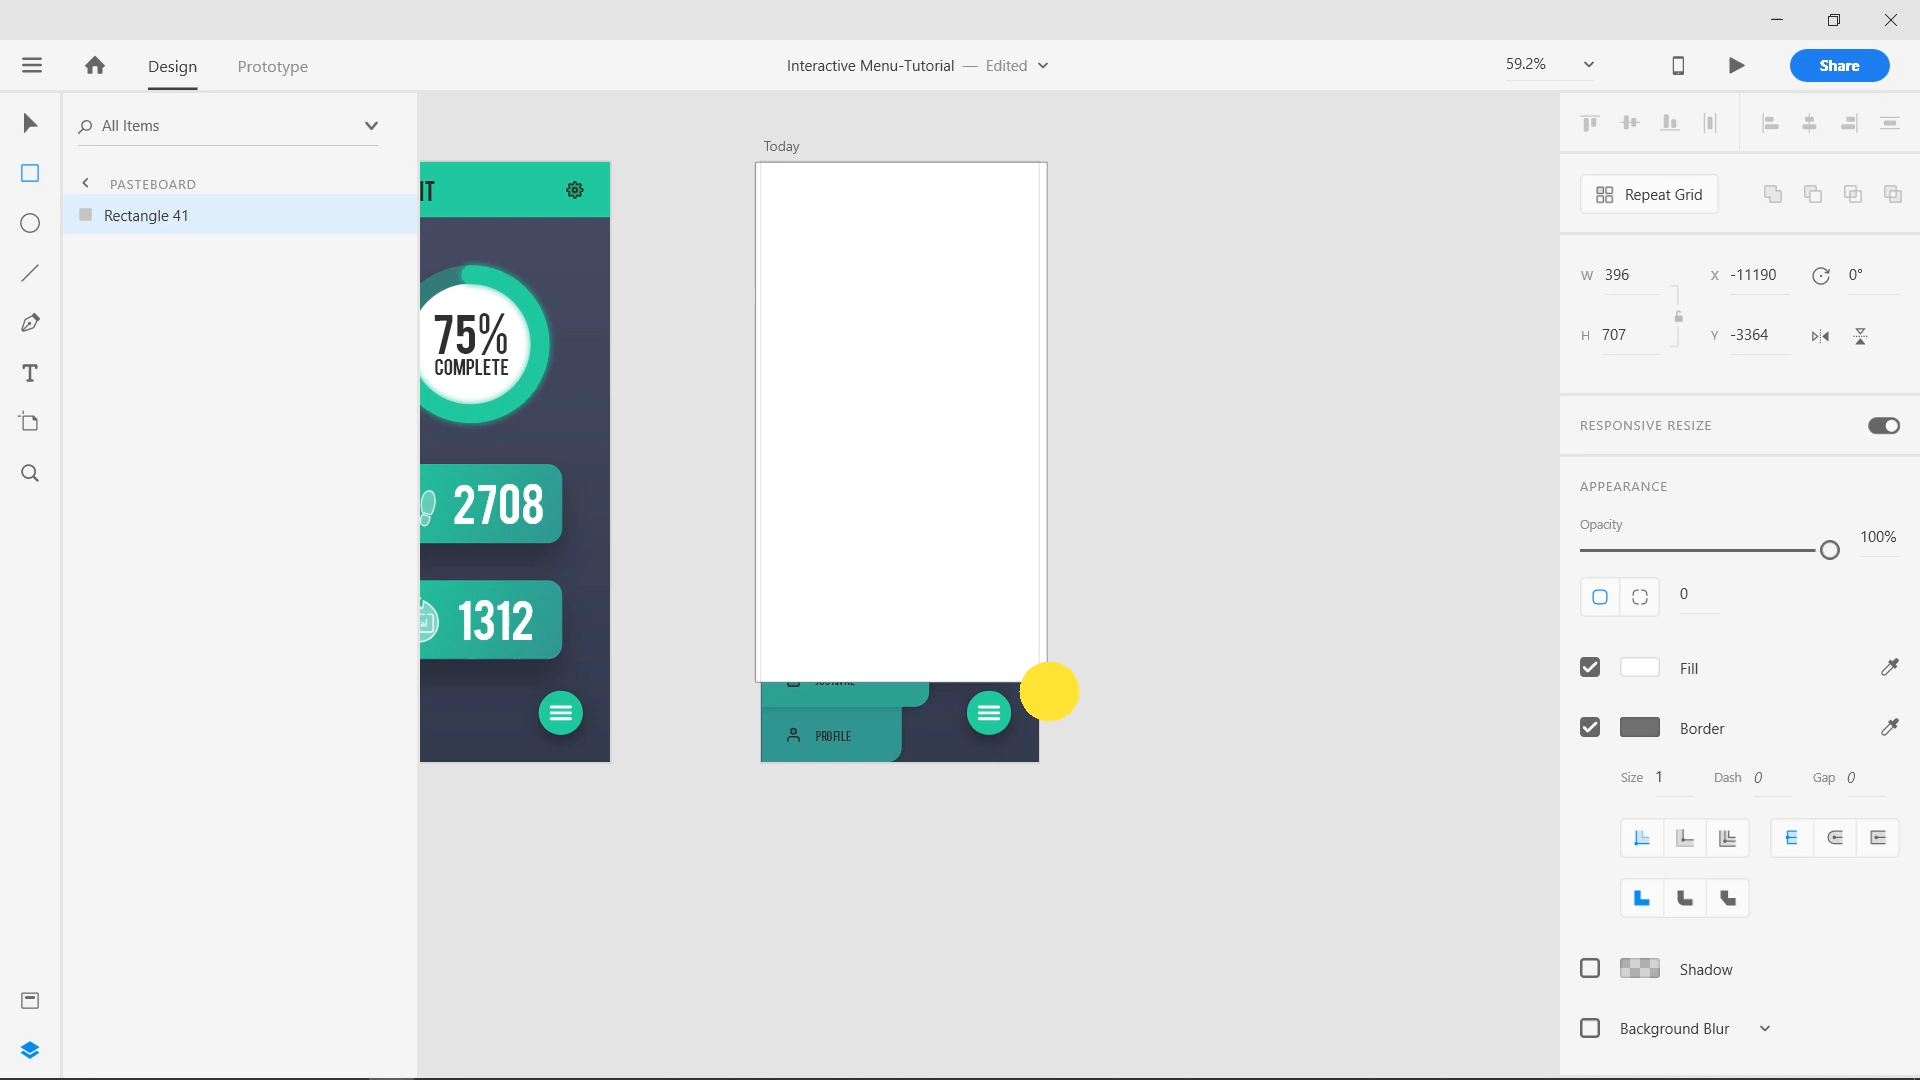 Design
Prototype
Interactive Menu-Tutorial — Edited
59.2%
Share
All Items
PASTEBOARD
Rectangle 41
Today
IT
75%
COMPLETE
2708
al
1312
PROFILE
Repeat Grid
W 396
X -11190
0°
H 707
Y -3364
RESPONSIVE RESIZE
APPEARANCE
Opacity
100%
0
Fill
Border
Size 1
Dash 0
Gap 0
Shadow
Background Blur